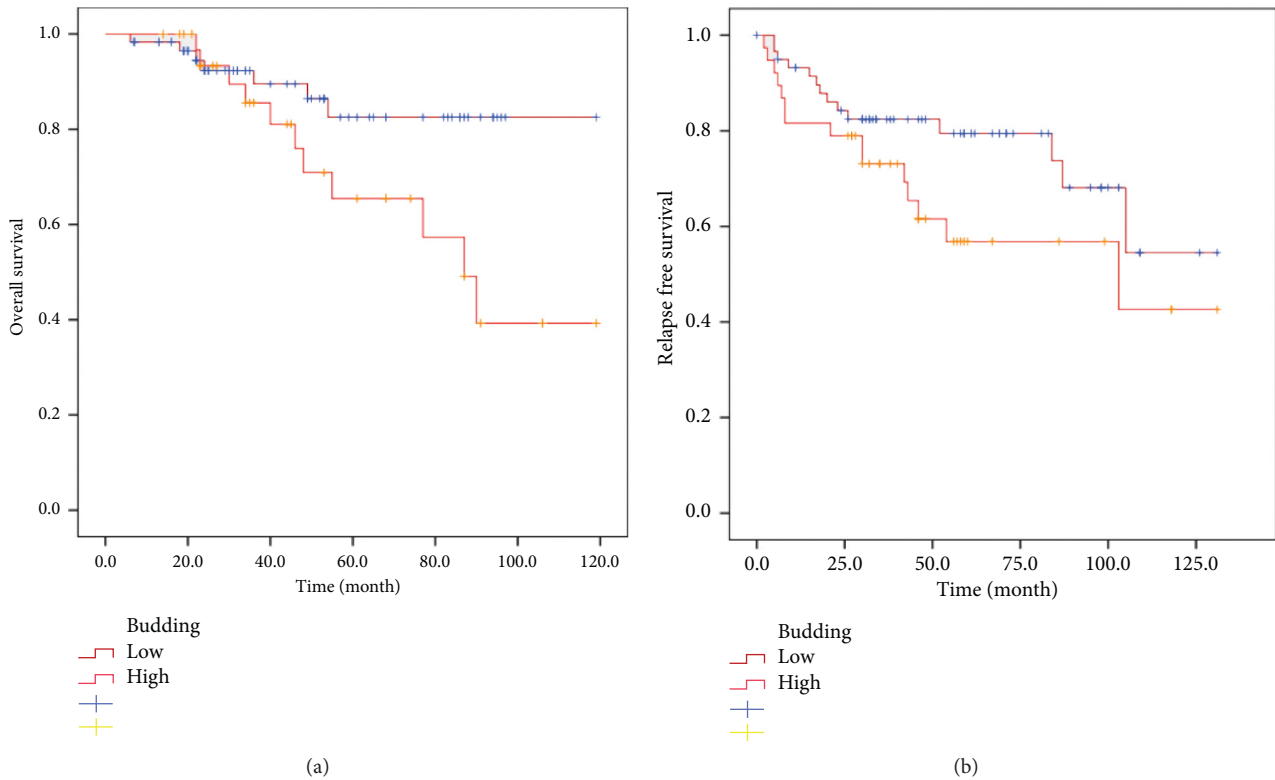 1.0
0.8
0.6
0.4
0.2
0.0
Overall survival
0.0 20.0 40.0 60.0 80.0 100.0 120.0
Time (month)
Budding
Low
High
(a)
1.0
0.8
0.6
0.4
0.2
0.0
Relapse free survival
0.0 25.0 50.0 75.0 100.0 125.0
Time (month)
Budding
Low
High
(b)